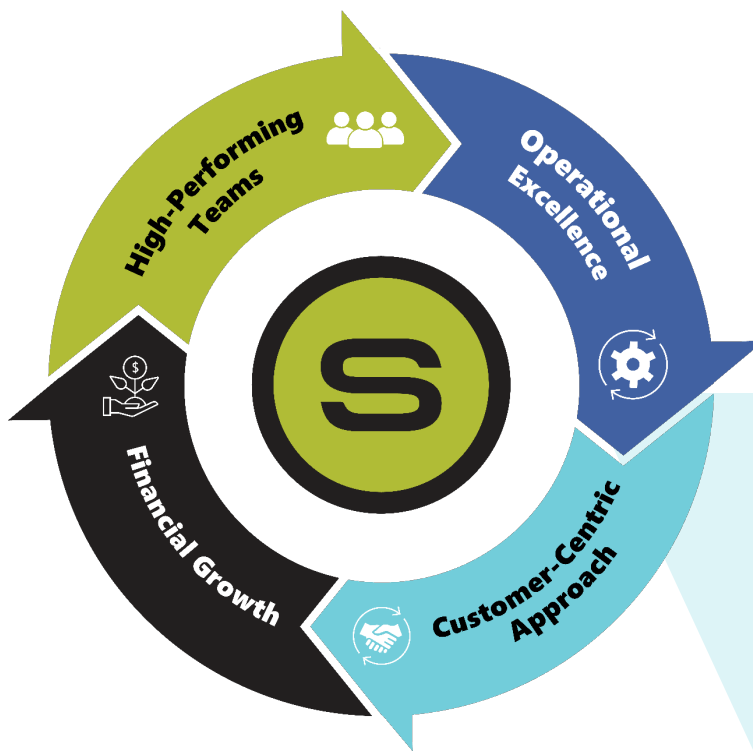 High-Performing
Teams
Operational
Excellence
$
Financial Growth
S
Customer-Centric
Approach